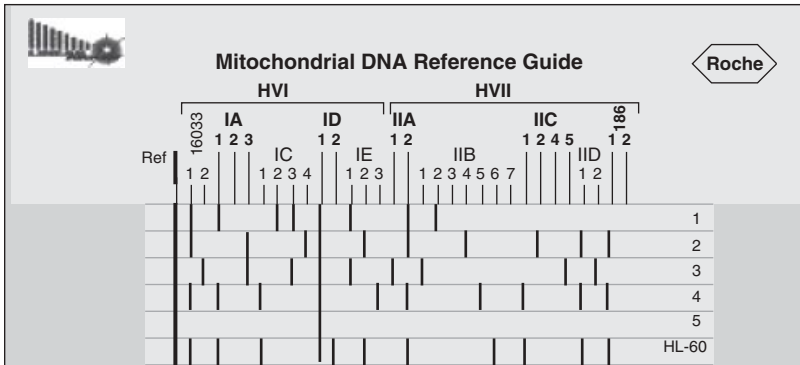 Mitochondrial DNA Reference Guide
Roche
HVI HVII
16033 IA ID IIA IIC 186
1 2 3 1 2 1 2 1 2 4 5 1 2
Ref IC IE IIB IID
1 2 1 2 3 4 1 2 3 1 2 3 4 5 6 7 1 2
1
2
3
4
5
HL-60